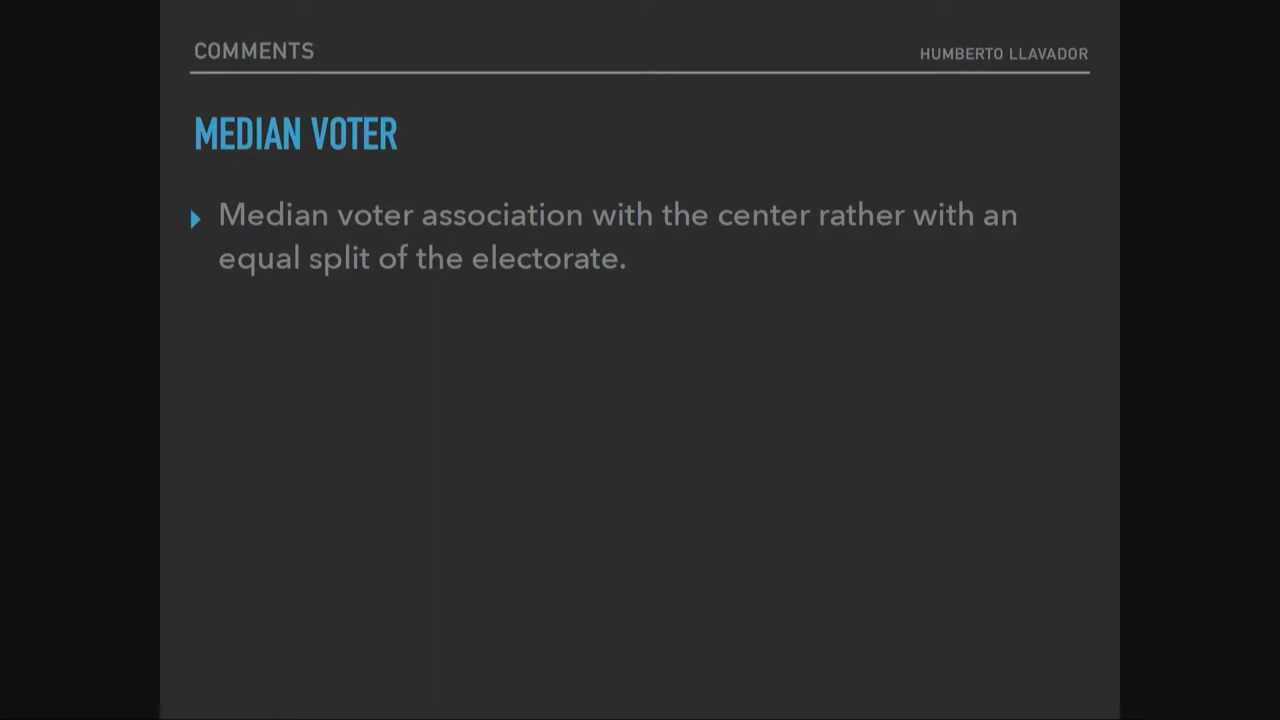 COMMENTS
HUMBERTO LLAVADOR
MEDIAN VOTER
Median voter association with the center rather with an
equal split of the electorate.